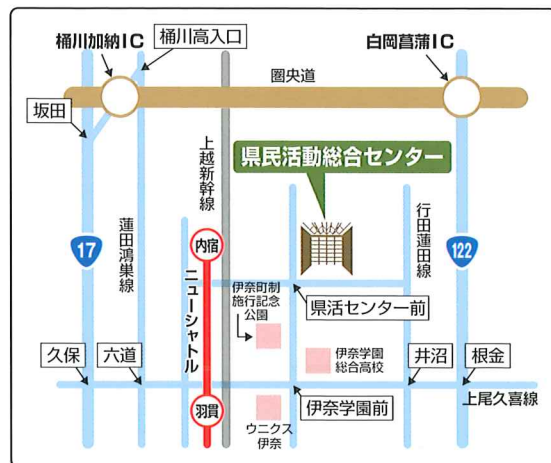 桶川加納IC
桶川高入口
白岡菖蒲IC
圏央道
坂田
上越新幹線
県民活動総合センター
蓮田鴻巣線
行田蓮田線
17
122
内宿
ニューシャトル
伊奈町制
施行記念
公園
県活センター前
伊奈学園
総合高校
久保
六道
井沼
根金
羽貫
上尾久喜線
ウニクス
伊奈
伊奈学園前